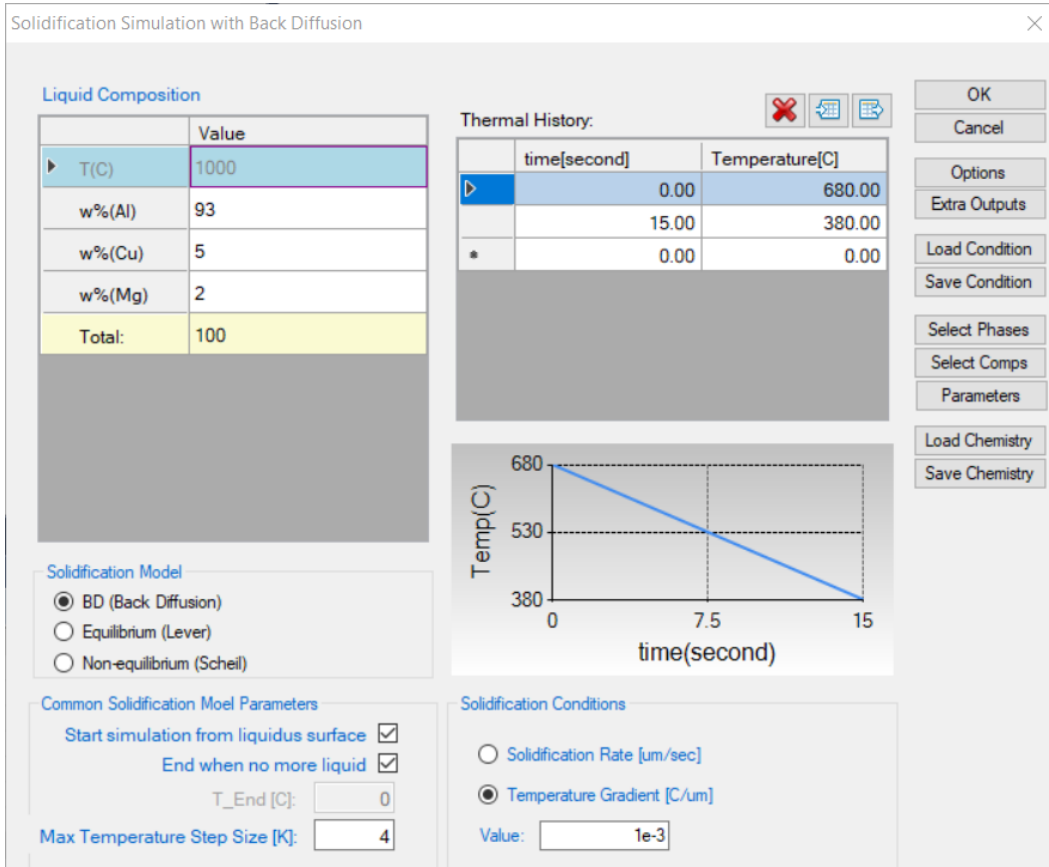 Solidification Simulation with Back Diffusion
Liquid Composition
Value
T(C) 1000
w%(Al) 93
w%(Cu) 5
w%(Mg) 2
Total: 100
Thermal History:
time[second] Temperature[C]
0.00 680.00
15.00 380.00
* 0.00 0.00
OK
Cancel
Options
Extra Outputs
Load Condition
Save Condition
Select Phases
Select Comps
Parameters
Load Chemistry
Save Chemistry
Temp(C)
680
530
380
0 7.5 15
time(second)
Solidification Model
BD (Back Diffusion)
Equilibrium (Lever)
Non-equilibrium (Scheil)
Common Solidification Moel Parameters
Start simulation from liquidus surface
End when no more liquid
T_End [C]: 0
Max Temperature Step Size [K]: 4
Solidification Conditions
Solidification Rate [um/sec]
Temperature Gradient [C/um]
Value: 1e-3